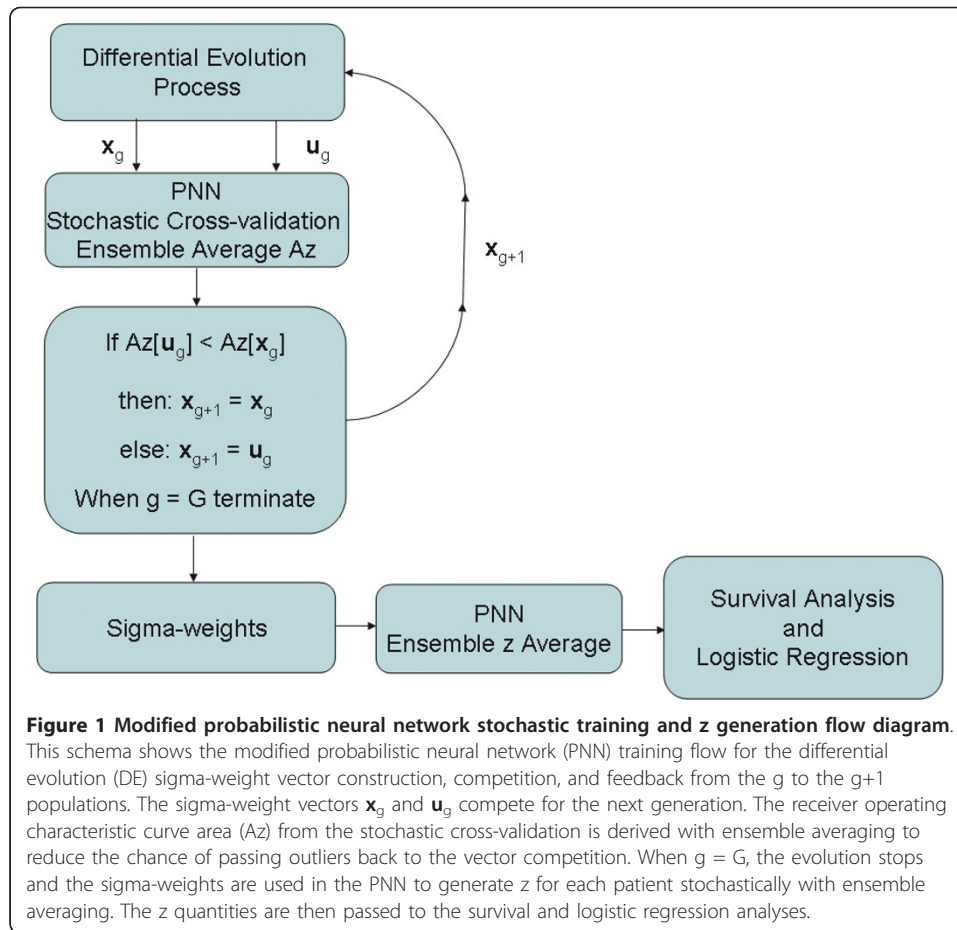 Differential Evolution
Process
x_g
u_g
PNN
Stochastic Cross-validation
Ensemble Average Az
x_{g+1}
If Az[u_g] < Az[x_g]
then: x_{g+1} = x_g
else: x_{g+1} = u_g
When g = G terminate
Sigma-weights
PNN
Ensemble z Average
Survival Analysis
and
Logistic Regression
Figure 1 Modified probabilistic neural network stochastic training and z generation flow diagram.
This schema shows the modified probabilistic neural network (PNN) training flow for the differential
evolution (DE) sigma-weight vector construction, competition, and feedback from the g to the g+1
populations. The sigma-weight vectors x_g and u_g compete for the next generation. The receiver operating
characteristic curve area (Az) from the stochastic cross-validation is derived with ensemble averaging to
reduce the chance of passing outliers back to the vector competition. When g = G, the evolution stops
and the sigma-weights are used in the PNN to generate z for each patient stochastically with ensemble
averaging. The z quantities are then passed to the survival and logistic regression analyses.